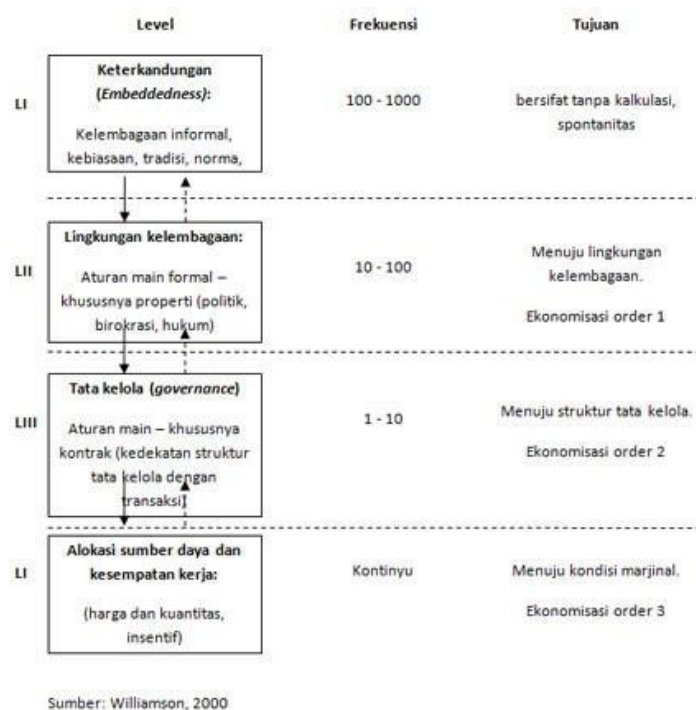 Level Frekuensi Tujuan
Keterkandungan
(Embeddedness):
LI 100 - 1000 bersifat tanpa kalkulasi,
spontanitas
Kelembagaan informal,
kebiasaan, tradisi, norma,
Lingkungan kelembagaan:
LII 10 - 100 Menuju lingkungan
kelembagaan.
Aturan main formal –
khususnya properti (politik,
birokrasi, hukum)
Ekonomisasi order 1
Tata kelola (governance)
LIII 1 - 10 Menuju struktur tata kelola.
Aturan main – khususnya
kontrak (kedekatan struktur
tata kelola dengan
transaksi)
Ekonomisasi order 2
Alokasi sumber daya dan
kesempatan kerja:
LI Kontinyu Menuju kondisi marjinal.
(harga dan kuantitas,
insentif)
Ekonomisasi order 3
Sumber: Williamson, 2000